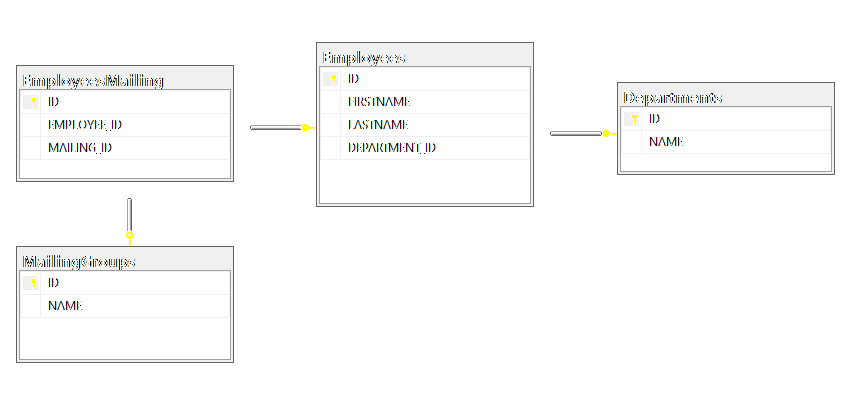 EmployeesMailing
ID
EMPLOYEE_ID
MAILING_ID
Employees
ID
FIRSTNAME
LASTNAME
DEPARTMENT_ID
Departments
ID
NAME
MailingGroups
ID
NAME